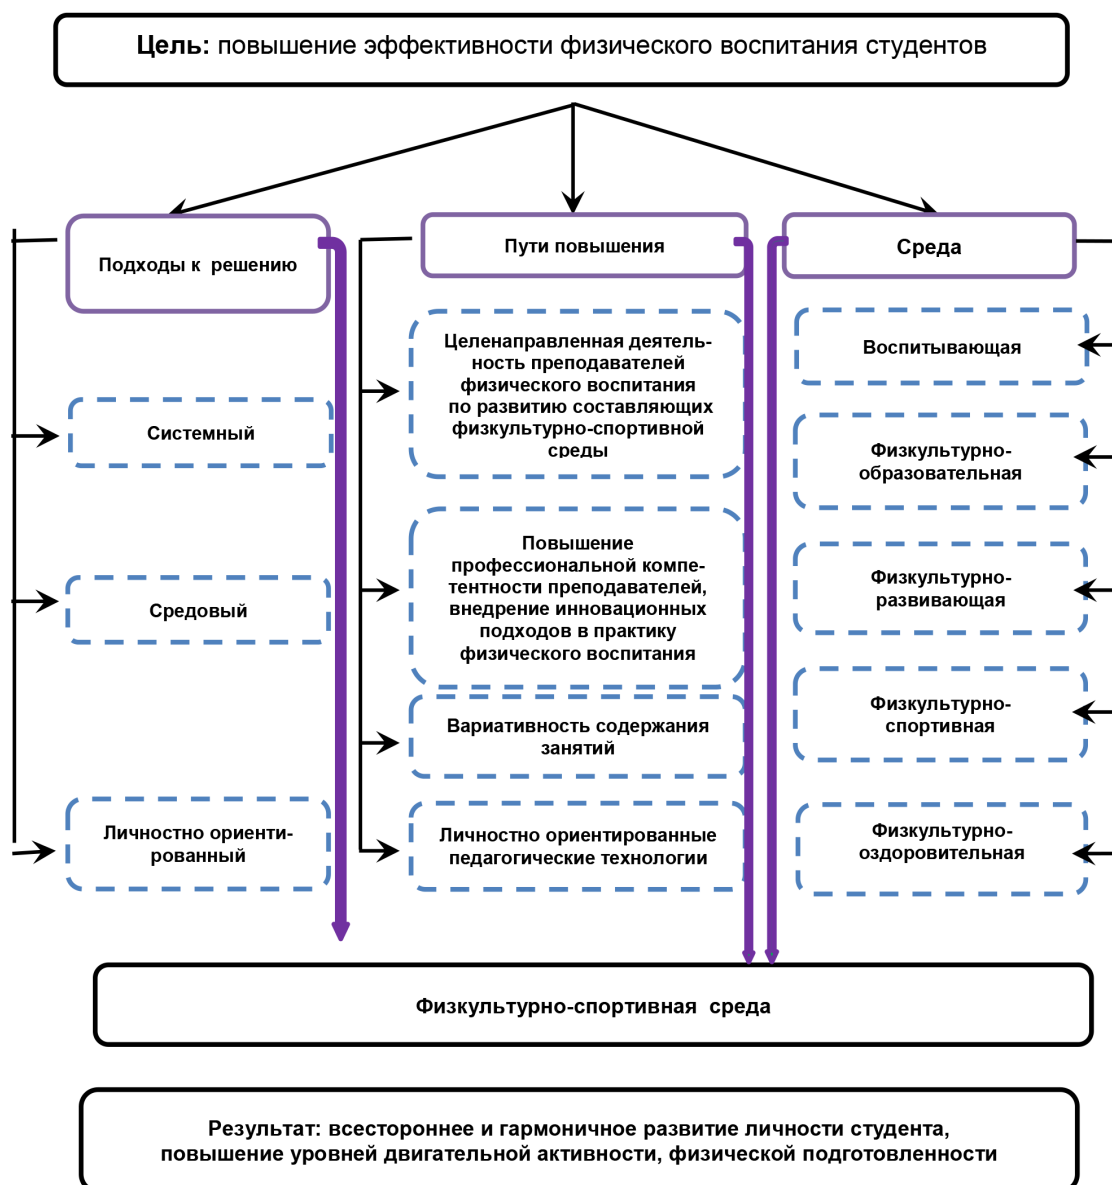 Цель: повышение эффективности физического воспитания студентов
Подходы к решению
Системный
Средовый
Личностно ориенти-
рованный
Пути повышения
Целенаправленная деятель-
ность преподавателей
физического воспитания
по развитию составляющих
физкультурно-спортивной
среды
Повышение
профессиональной компе-
тентности преподавателей,
внедрение инновационных
подходов в практику
физического воспитания
Вариативность содержания
занятий
Личностно ориентированные
педагогические технологии
Среда
Воспитывающая
Физкультурно-
образовательная
Физкультурно-
развивающая
Физкультурно-
спортивная
Физкультурно-
оздоровительная
Физкультурно-спортивная среда
Результат: всестороннее и гармоничное развитие личности студента,
повышение уровней двигательной активности, физической подготовленности